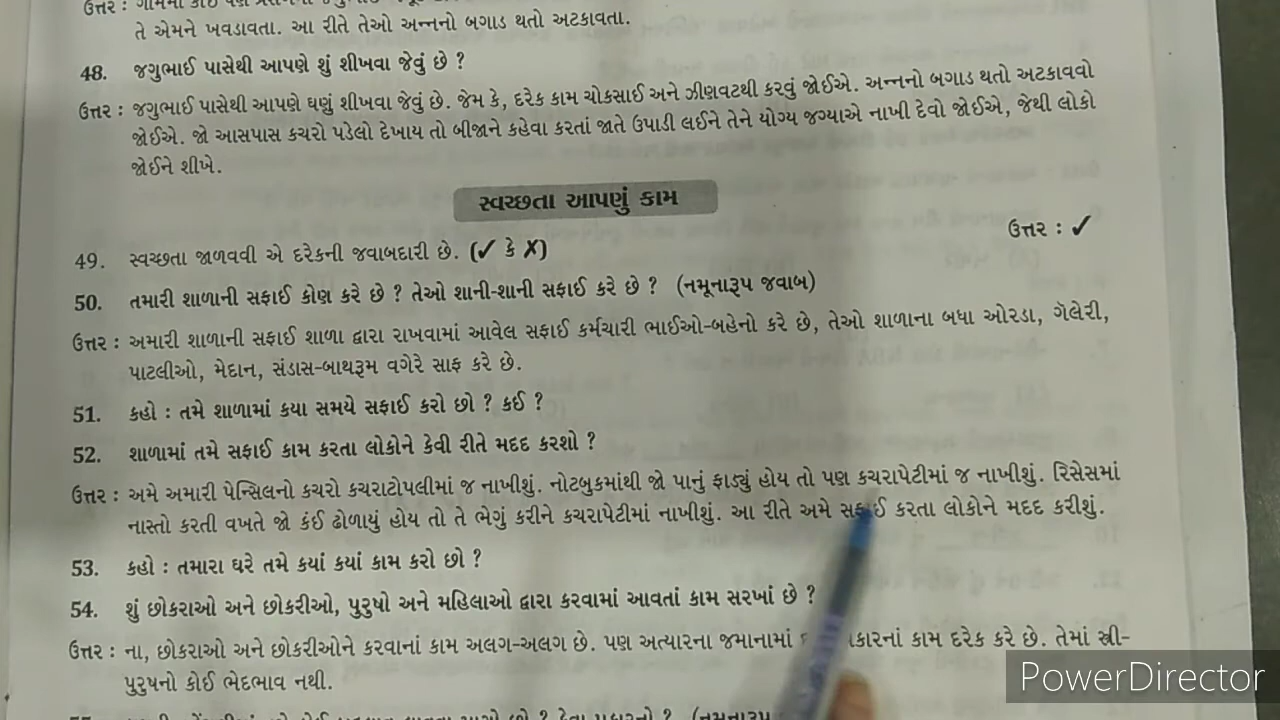 ઉત્તર : ગામમાં કોઈ પણ
તે એમને ખવડાવતા. આ રીતે તેઓ અન્નનો બગાડ થતો અટકાવતા.
48. જગુભાઈ પાસેથી આપણે શું શીખવા જેવું છે ?
ઉત્તર : જગુભાઈ પાસેથી આપણે ઘણું શીખવા જેવું છે. જેમ કે, દરેક કામ ચોકસાઈ અને ઝીણવટથી કરવું જોઈએ. અન્નનો બગાડ થતો અટકાવવો
જોઈએ. જો આસપાસ કચરો પડેલો દેખાય તો બીજાને કહેવા કરતાં જાતે ઉપાડી લઈને તેને યોગ્ય જગ્યાએ નાખી દેવો જોઈએ, જેથી લોકો
જોઈને શીખે.
સ્વચ્છતા આપણું કામ
49. સ્વચ્છતા જાળવવી એ દરેકની જવાબદારી છે. (✓ કે ✗) ઉત્તર : ✓
50. તમારી શાળાની સફાઈ કોણ કરે છે ? તેઓ શાની-શાની સફાઈ કરે છે ? (નમૂનારૂપ જવાબ)
ઉત્તર : અમારી શાળાની સફાઈ શાળા દ્વારા રાખવામાં આવેલ સફાઈ કર્મચારી ભાઈઓ-બહેનો કરે છે, તેઓ શાળાના બધા ઓરડા, ગૅલેરી,
પાટલીઓ, મેદાન, સંડાસ-બાથરૂમ વગેરે સાફ કરે છે.
51. કહો : તમે શાળામાં કયા સમયે સફાઈ કરો છો ? કઈ ?
52. શાળામાં તમે સફાઈ કામ કરતા લોકોને કેવી રીતે મદદ કરશો ?
ઉત્તર : અમે અમારી પેન્સિલનો કચરો કચરાટોપલીમાં જ નાખીશું. નોટબુકમાંથી જો પાનું ફાડ્યું હોય તો પણ કચરાપેટીમાં જ નાખીશું. રિસેસમાં
નાસ્તો કરતી વખતે જો કંઈ ઢોળાયું હોય તો તે ભેગું કરીને કચરાપેટીમાં નાખીશું. આ રીતે અમે સફાઈ કરતા લોકોને મદદ કરીશું.
53. કહો : તમારા ઘરે તમે કયાં કયાં કામ કરો છો ?
54. શું છોકરાઓ અને છોકરીઓ, પુરુષો અને મહિલાઓ દ્વારા કરવામાં આવતાં કામ સરખાં છે ?
ઉત્તર : ના, છોકરાઓ અને છોકરીઓને કરવાનાં કામ અલગ-અલગ છે. પણ અત્યારના જમાનામાં કામ દરેક કરે છે. તેમાં સ્ત્રી-
પુરુષનો કોઈ ભેદભાવ નથી.
PowerDirector